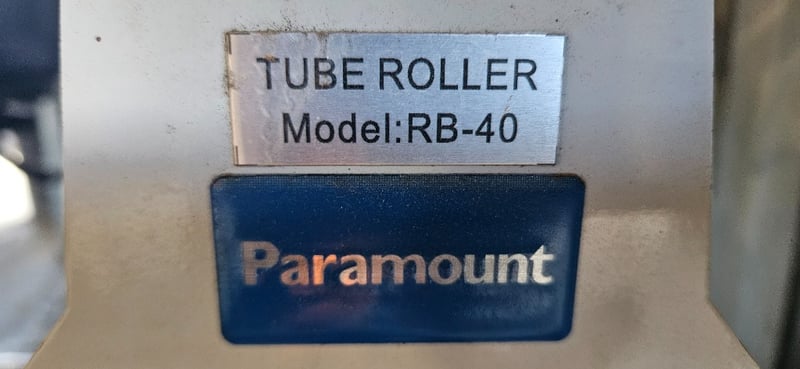 TUBE ROLLER
Model:RB-40
Paramount